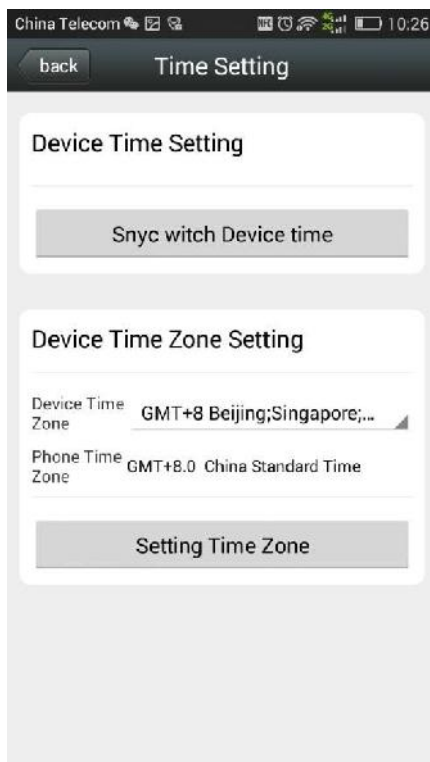 China Telecom 10:26
back Time Setting
Device Time Setting
Snyc witch Device time
Device Time Zone Setting
Device Time
Zone
GMT+8 Beijing;Singapore;...
Phone Time
Zone
GMT+8.0 China Standard Time
Setting Time Zone